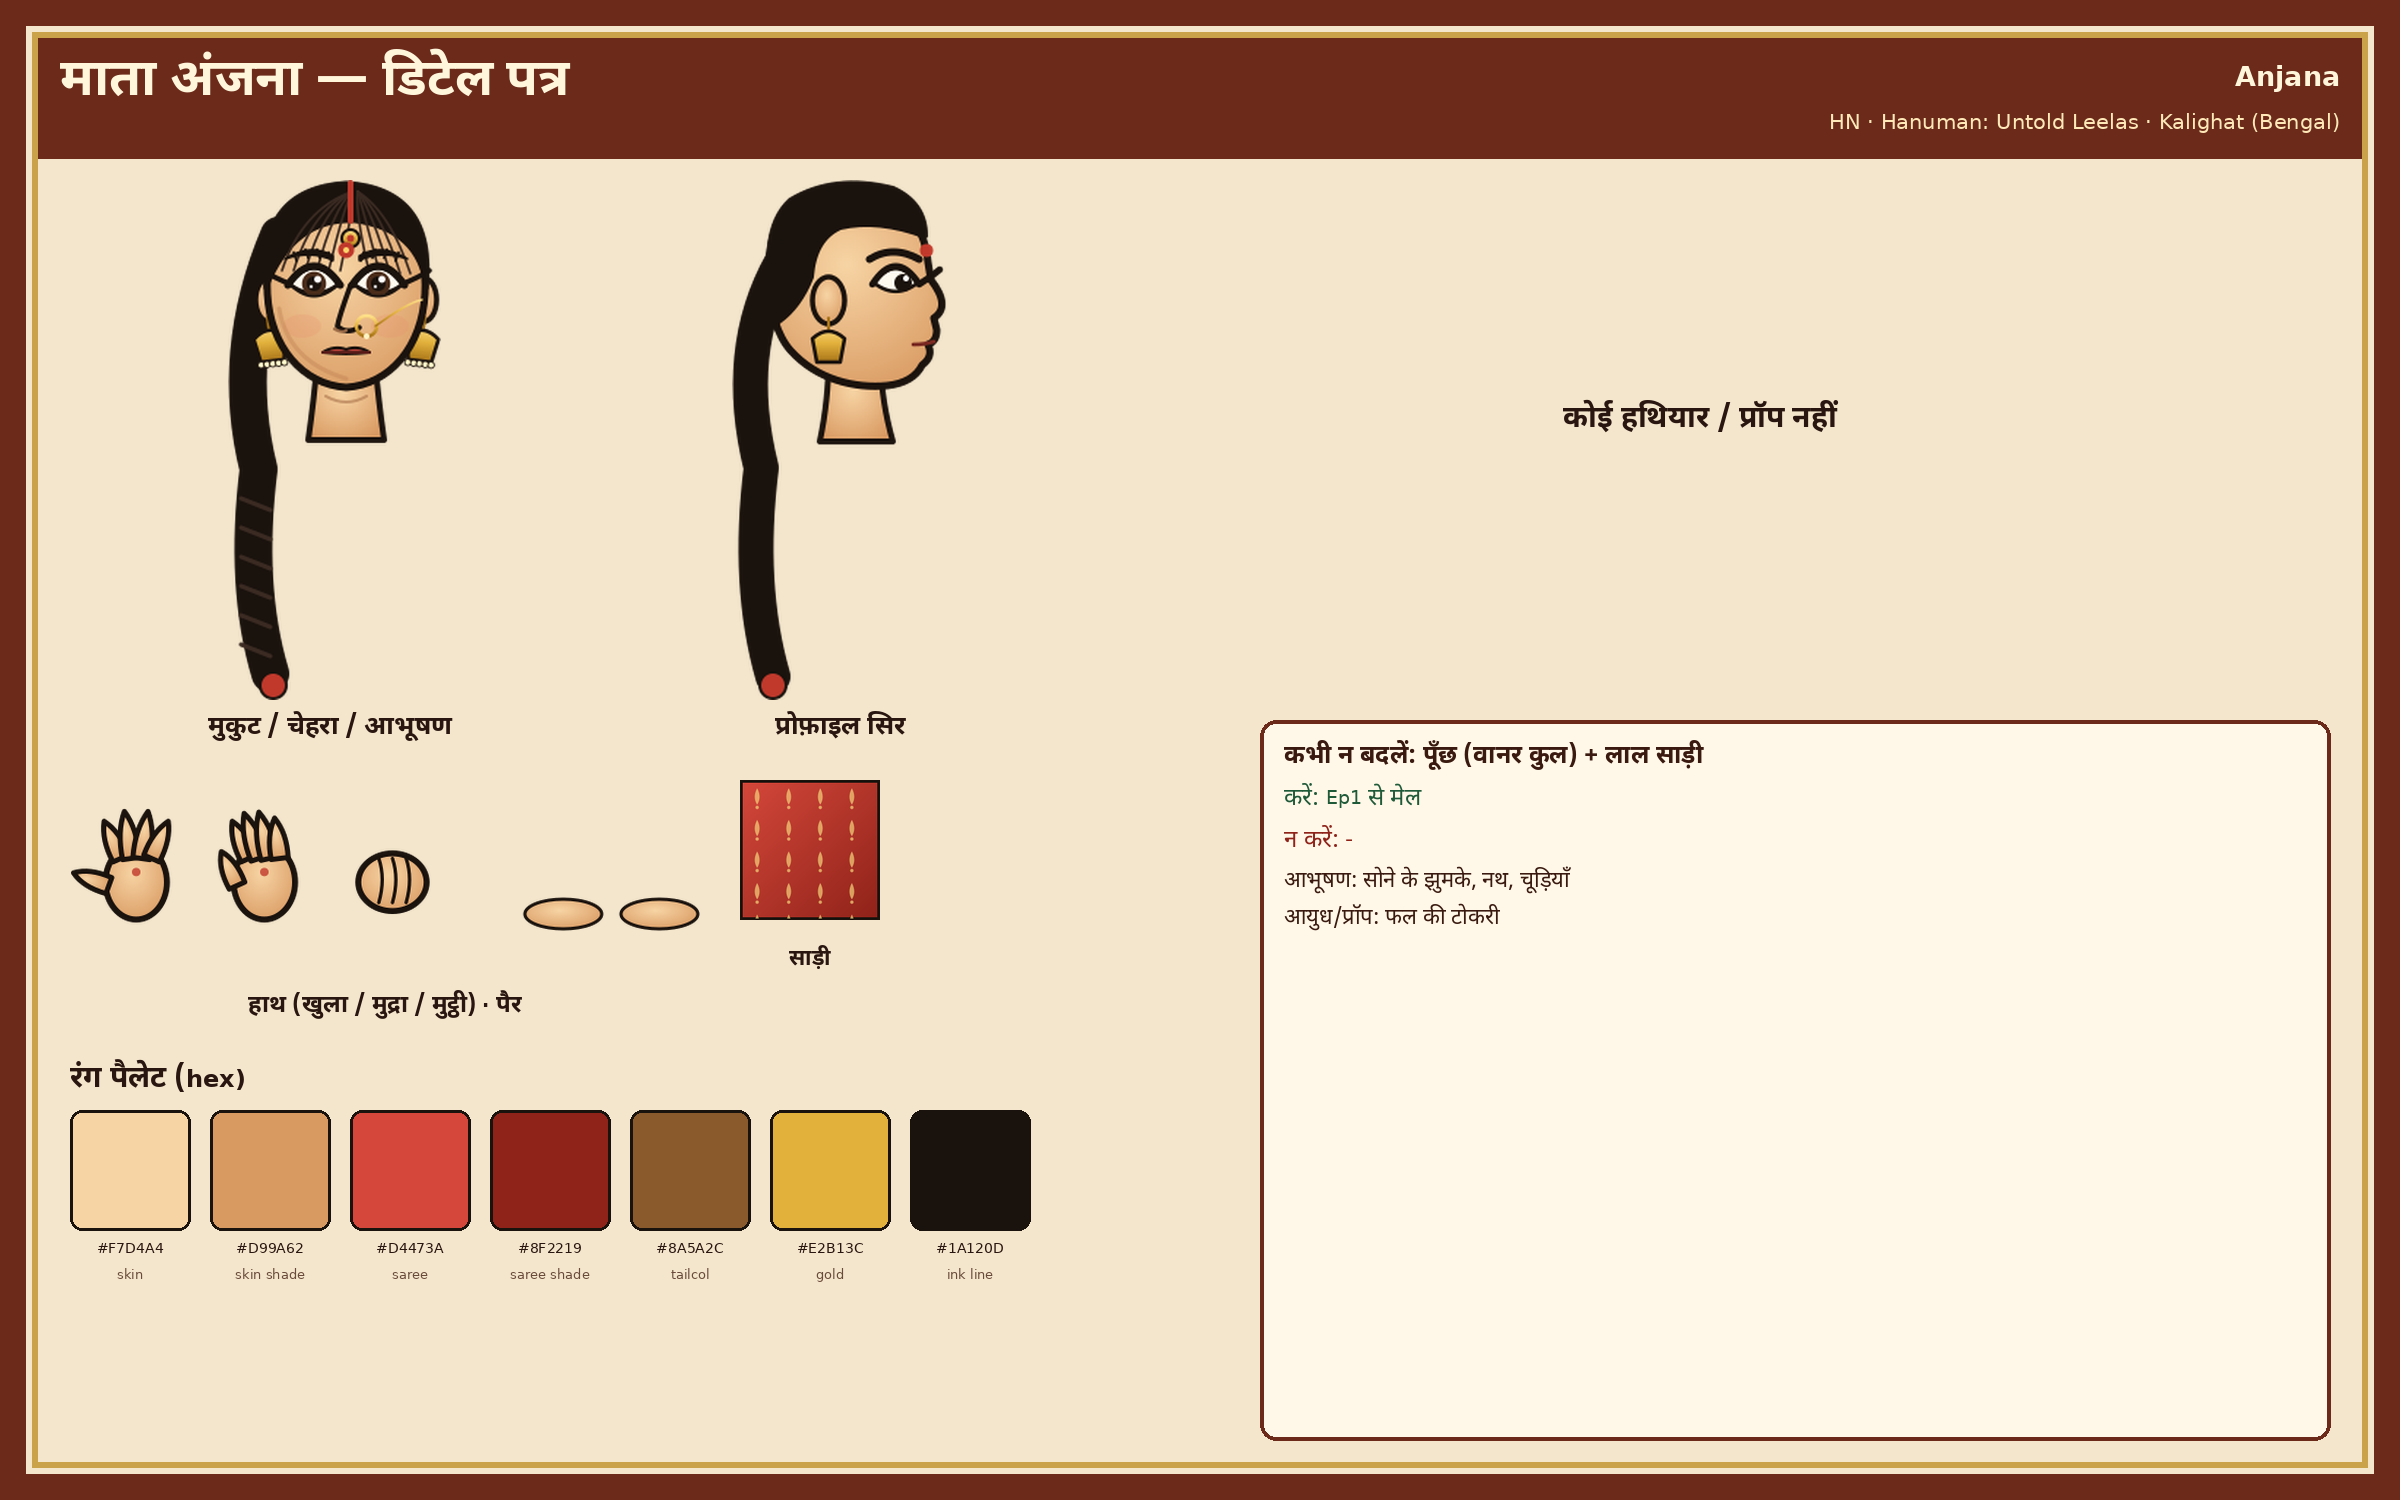 माता अंजना — डिटेल पत्र
Anjana
HN · Hanuman: Untold Leelas · Kalighat (Bengal)
कोई हथियार / प्रॉप नहीं
मुकुट / चेहरा / आभूषण
प्रोफ़ाइल सिर
साड़ी
हाथ (खुला / मुद्रा / मुट्ठी) · पैर
कभी न बदलें: पूँछ (वानर कुल) + लाल साड़ी
करें: Ep1 से मेल
न करें: -
आभूषण: सोने के झुमके, नथ, चूड़ियाँ
आयुध/प्रॉप: फल की टोकरी
रंग पैलेट (hex)
#F7D4A4 #D99A62 #D4473A #8F2219 #8A5A2C #E2B13C #1A120D
skin skin shade saree saree shade tailcol gold ink line